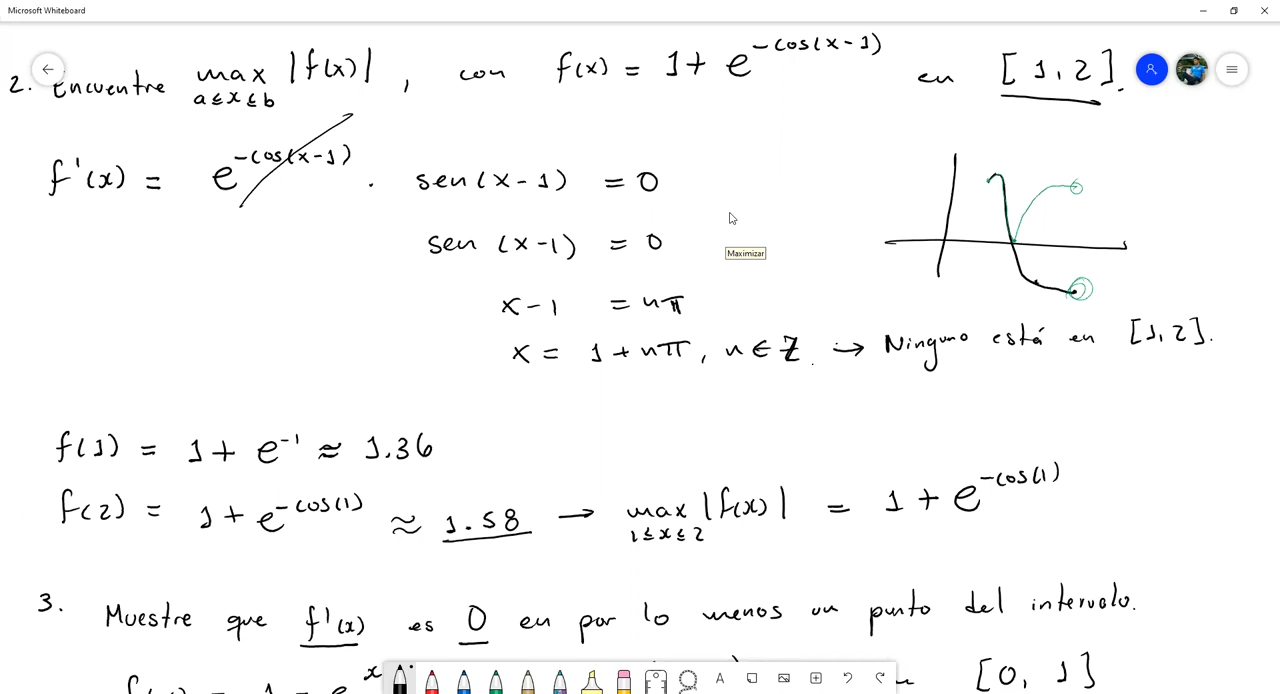 Microsoft Whiteboard
2. Encuentre max |f(x)| , con f(x) = 1 + e^{-cos(x-1)} en [1,2].
a ≤ x ≤ b
f'(x) = e^{-cos(x-1)} . sen(x-1) = 0
sen(x-1) = 0
Maximizar
x-1 = nπ
x = 1+nπ, n∈Z. → Ninguno está en [1,2].
f(1) = 1 + e^{-1} ≈ 1.36
f(2) = 1 + e^{-cos(1)} ≈ 1.58 → max |f(x)| = 1 + e^{-cos(1)}
1≤x≤2
3. Muestre que f'(x) es 0 en por lo menos un punto del intervalo.
[0, 1]